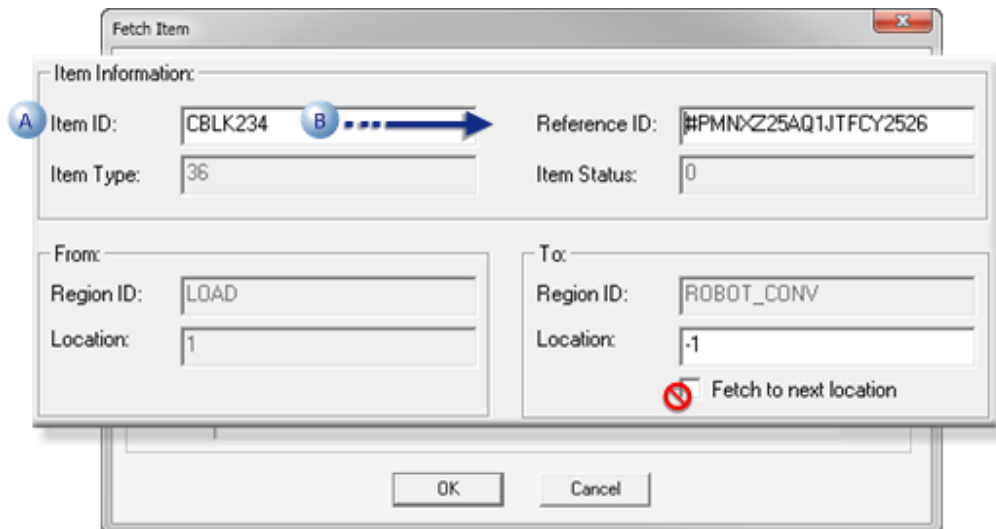 Fetch Item
Item Information:
A Item ID: CBLK234 B Reference ID: #PMNXZ25AQ1JTFCY2526
Item Type: 36 Item Status: 0
From: To:
Region ID: LOAD Region ID: ROBOT_CONV
Location: 1 Location: -1
Fetch to next location
OK Cancel